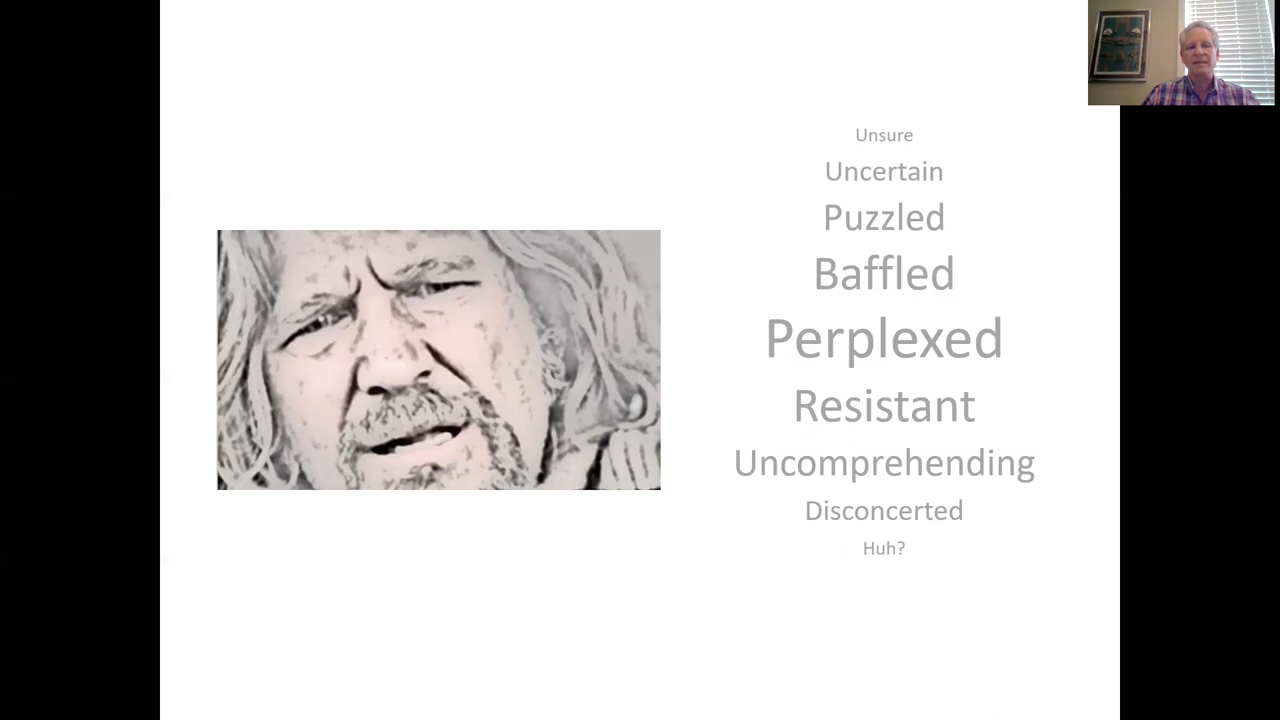 Unsure
Uncertain
Puzzled
Baffled
Perplexed
Resistant
Uncomprehending
Disconcerted
Huh?